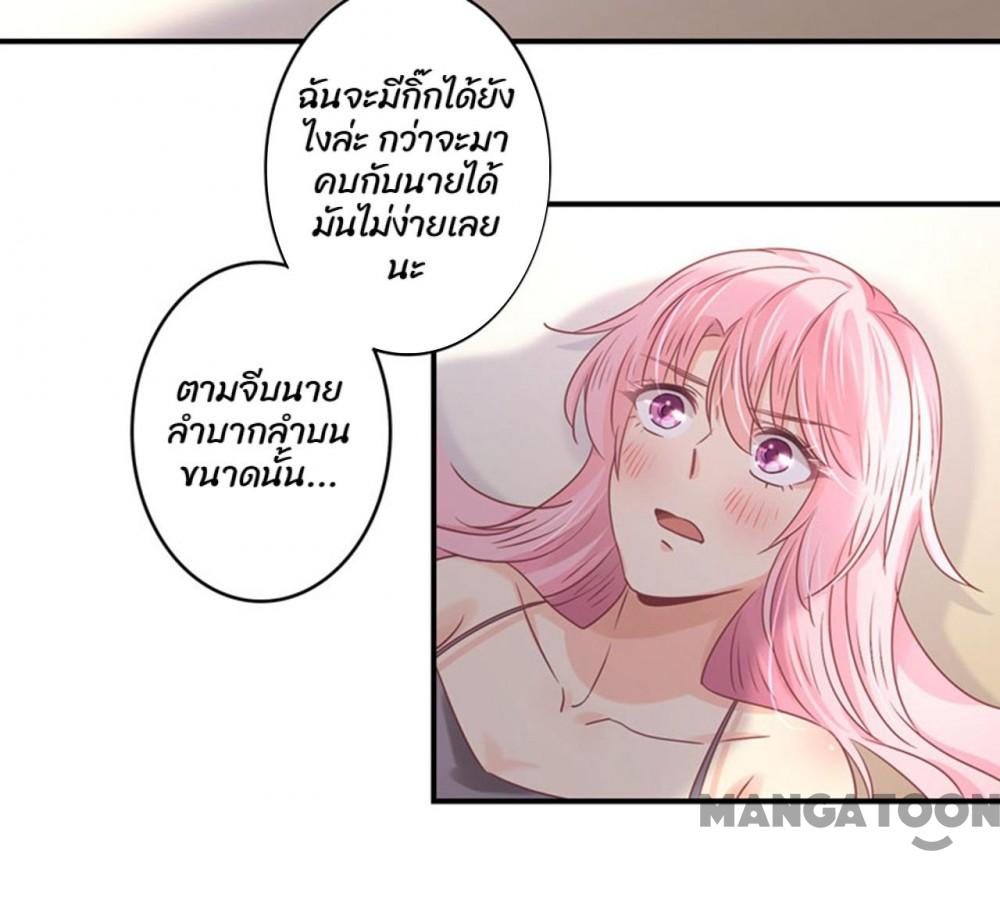 ฉันจะมีกิ๊กได้ยัง
ไงล่ะ กว่าจะมา
คบกับนายได้
มันไม่ง่ายเลย
นะ
ตามจีบนาย
ลำบากลำบน
ขนาดนั้น...
MANGATOON